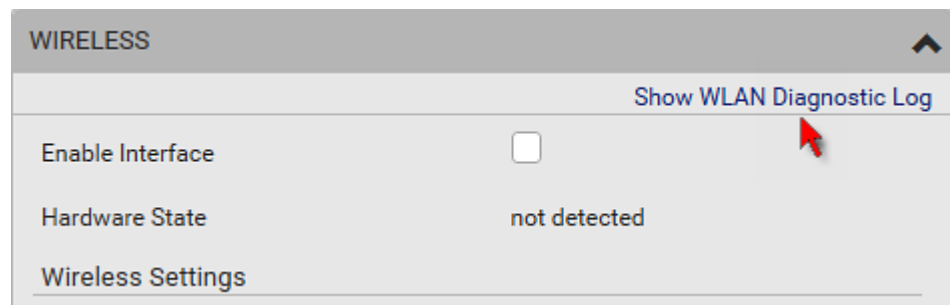 WIRELESS
Show WLAN Diagnostic Log
Enable Interface
Hardware State not detected
Wireless Settings